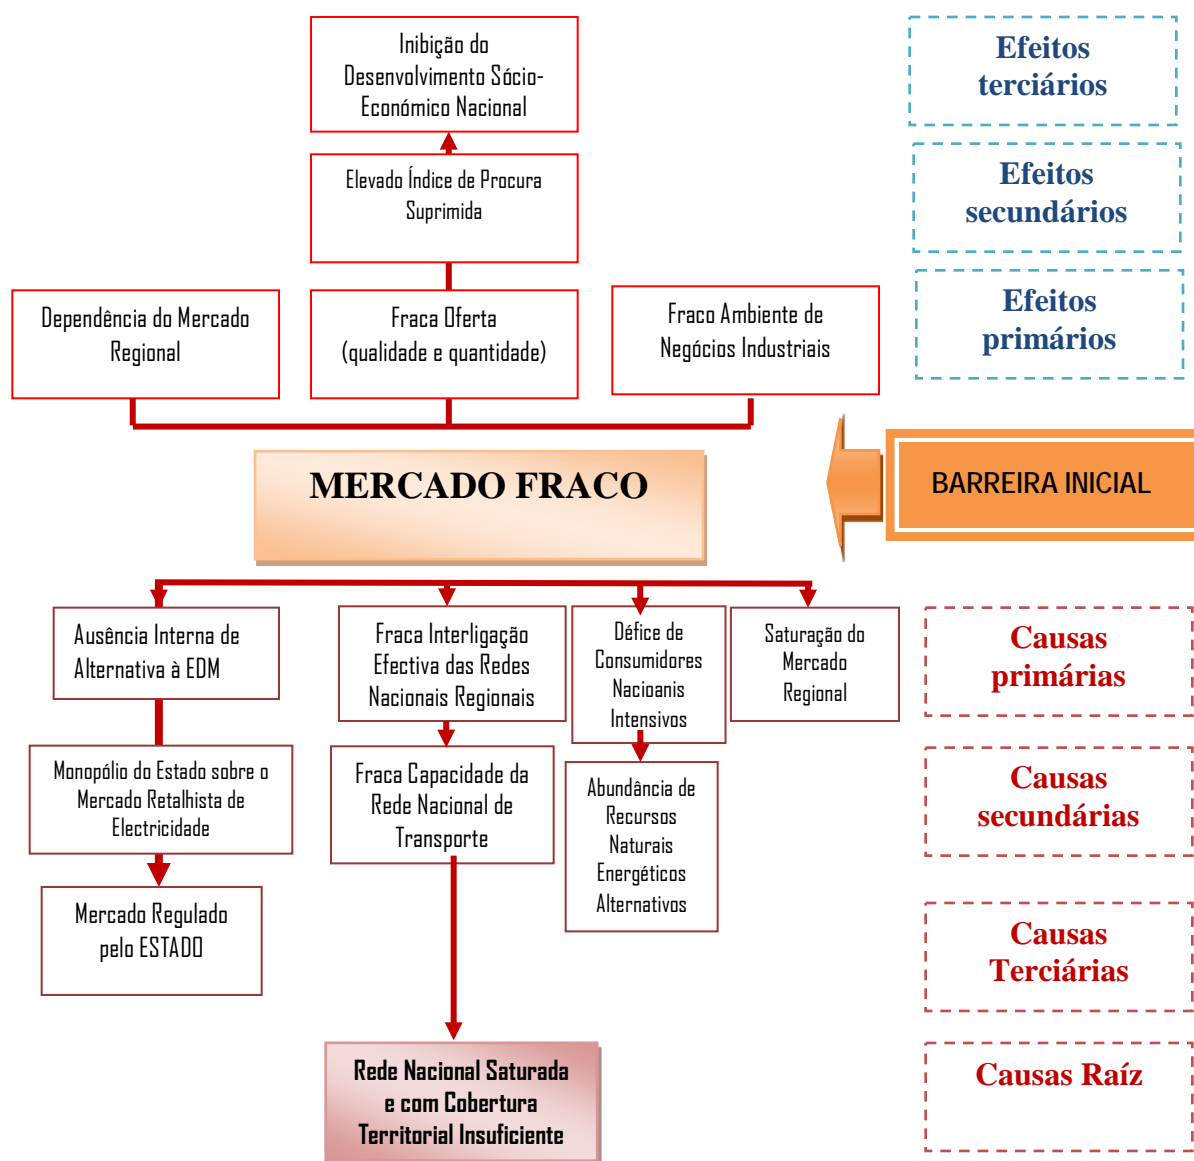 Inibição do
Desenvolvimento Sócio-
Económico Nacional
Efeitos
terciários
Elevado Índice de Procura
Suprimida
Efeitos
secundários
Dependência do Mercado
Regional
Fraca Oferta
(qualidade e quantidade)
Fraco Ambiente de
Negócios Industriais
Efeitos
primários
MERCADO FRACO
BARREIRA INICIAL
Ausência Interna de
Alternativa à EDM
Fraca Interligação
Efectiva das Redes
Nacionais Regionais
Défice de
Consumidores
Nacioanis
Intensivos
Saturação do
Mercado
Regional
Causas
primárias
Monopólio do Estado sobre o
Mercado Retalhista de
Electricidade
Fraca Capacidade da
Rede Nacional de
Transporte
Abundância de
Recursos
Naturais
Energéticos
Alternativos
Causas
secundárias
Mercado Regulado
pelo ESTADO
Causas
Terciárias
Rede Nacional Saturada
e com Cobertura
Territorial Insuficiente
Causas Raíz